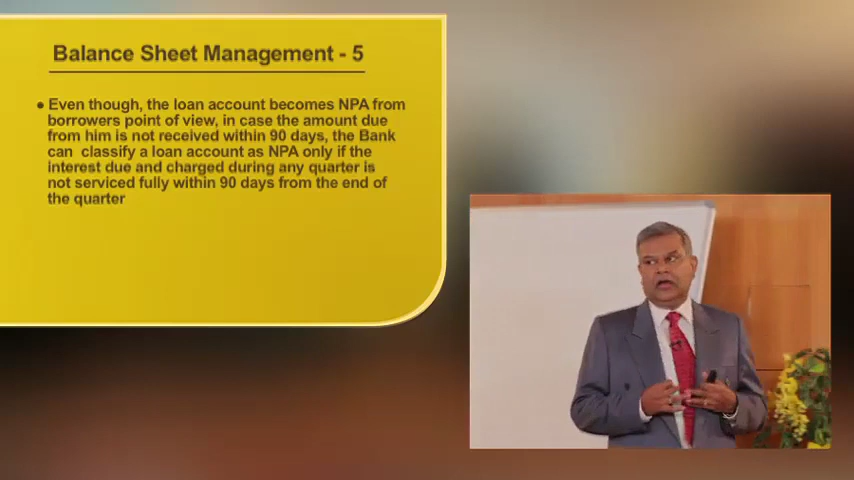 Balance Sheet Management - 5
● Even though, the loan account becomes NPA from
borrowers point of view, in case the amount due
from him is not received within 90 days, the Bank
can classify a loan account as NPA only if the
interest due and charged during any quarter is
not serviced fully within 90 days from the end of
the quarter